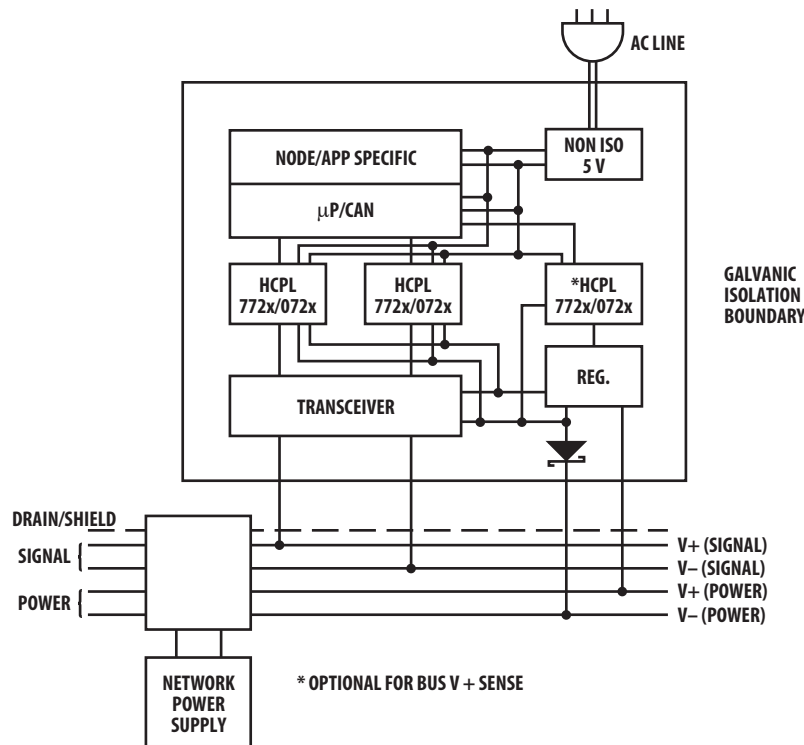 AC LINE
NODE/APP SPECIFIC
NON ISO
5 V
μP/CAN
HCPL
772x/072x
HCPL
772x/072x
*HCPL
772x/072x
GALVANIC
ISOLATION
BOUNDARY
TRANSCEIVER
REG.
DRAIN/SHIELD
SIGNAL
POWER
V+ (SIGNAL)
V– (SIGNAL)
V+ (POWER)
V– (POWER)
NETWORK
POWER
SUPPLY
* OPTIONAL FOR BUS V + SENSE